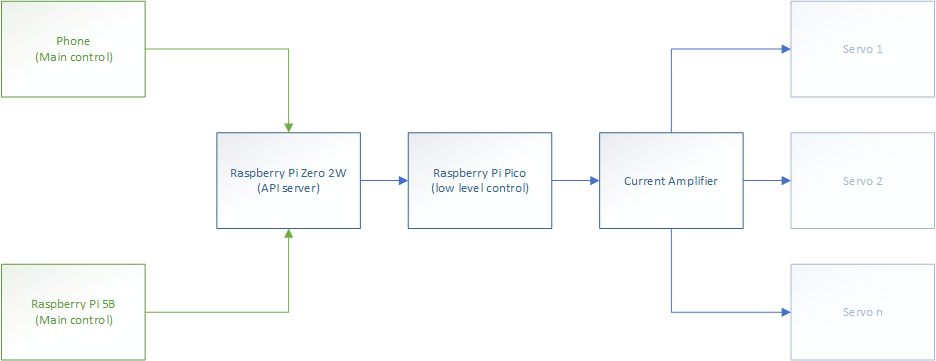 Phone
(Main control)
Servo 1
Raspberry Pi Zero 2W
(API server)
Raspberry Pi Pico
(low level control)
Current Amplifier
Servo 2
Raspberry Pi 5B
(Main control)
Servo n